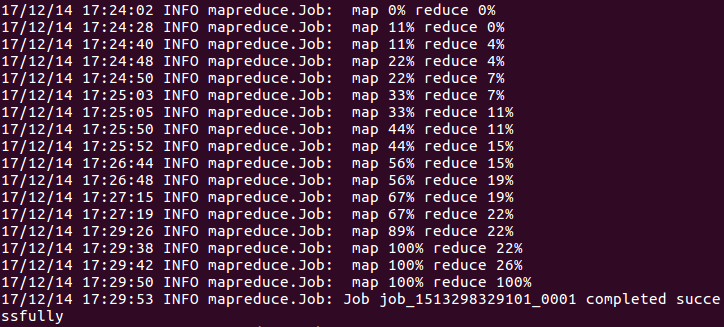 17/12/14 17:24:02 INFO mapreduce.Job:  map 0% reduce 0%
17/12/14 17:24:28 INFO mapreduce.Job:  map 11% reduce 0%
17/12/14 17:24:40 INFO mapreduce.Job:  map 11% reduce 4%
17/12/14 17:24:48 INFO mapreduce.Job:  map 22% reduce 4%
17/12/14 17:24:50 INFO mapreduce.Job:  map 22% reduce 7%
17/12/14 17:25:03 INFO mapreduce.Job:  map 33% reduce 7%
17/12/14 17:25:05 INFO mapreduce.Job:  map 33% reduce 11%
17/12/14 17:25:50 INFO mapreduce.Job:  map 44% reduce 11%
17/12/14 17:25:52 INFO mapreduce.Job:  map 44% reduce 15%
17/12/14 17:26:44 INFO mapreduce.Job:  map 56% reduce 15%
17/12/14 17:26:48 INFO mapreduce.Job:  map 56% reduce 19%
17/12/14 17:27:15 INFO mapreduce.Job:  map 67% reduce 19%
17/12/14 17:27:19 INFO mapreduce.Job:  map 67% reduce 22%
17/12/14 17:29:26 INFO mapreduce.Job:  map 89% reduce 22%
17/12/14 17:29:38 INFO mapreduce.Job:  map 100% reduce 22%
17/12/14 17:29:42 INFO mapreduce.Job:  map 100% reduce 26%
17/12/14 17:29:50 INFO mapreduce.Job:  map 100% reduce 100%
17/12/14 17:29:53 INFO mapreduce.Job: Job job_1513298329101_0001 completed succe
ssfully